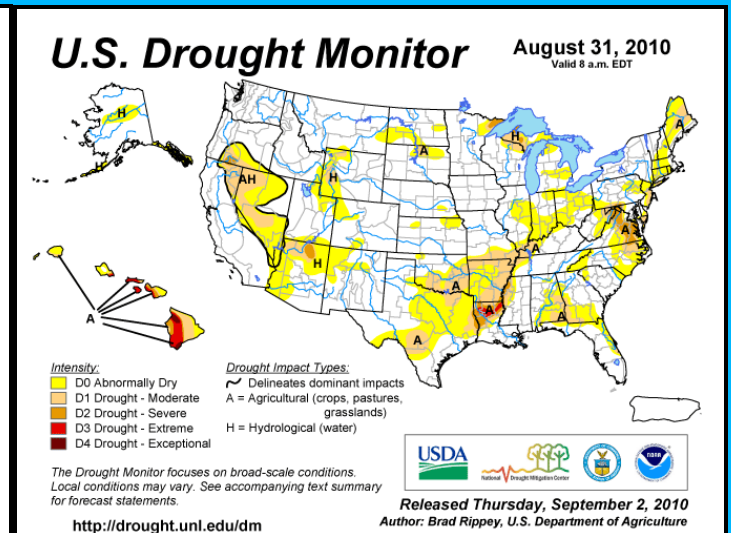 U.S. Drought Monitor
August 31, 2010
Valid 8 a.m. EDT
H
H
A
H
A
AH
H
A
A
A
H
A
A
A
A
A
A
Intensity:
D0 Abnormally Dry
D1 Drought - Moderate
D2 Drought - Severe
D3 Drought - Extreme
D4 Drought - Exceptional
Drought Impact Types:
Delineates dominant impacts
A = Agricultural (crops, pastures,
grasslands)
H = Hydrological (water)
USDA
National Drought Mitigation Center
NOAA
The Drought Monitor focuses on broad-scale conditions.
Local conditions may vary. See accompanying text summary
for forecast statements.
http://drought.unl.edu/dm
Released Thursday, September 2, 2010
Author: Brad Rippey, U.S. Department of Agriculture